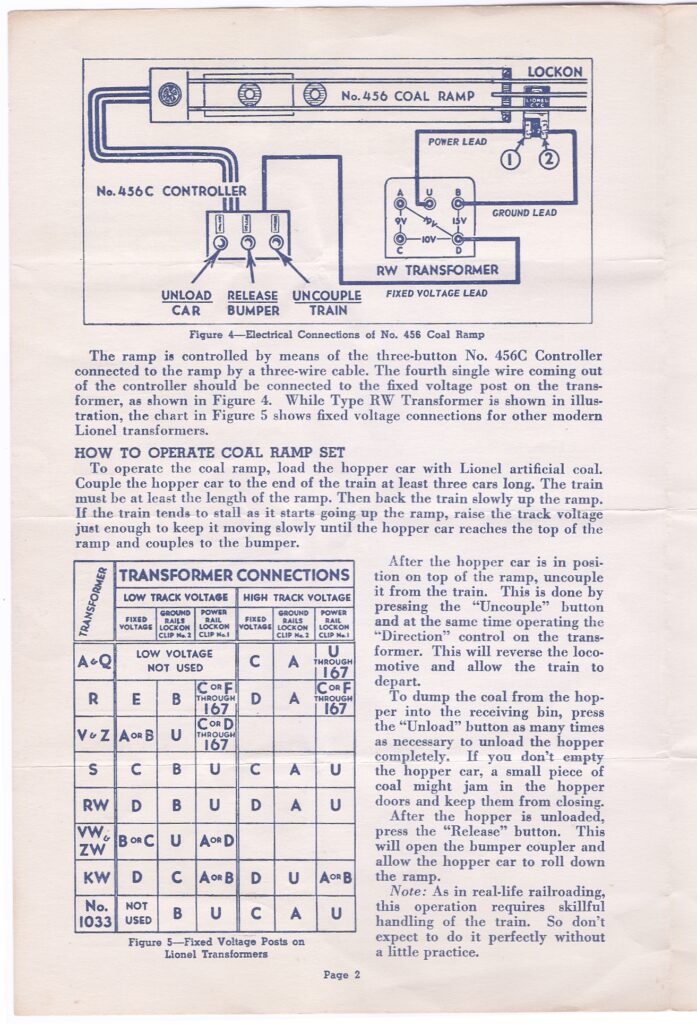 LOCKON
No. 456 COAL RAMP
LIONEL
CTC
POWER LEAD
1 2
No. 456C CONTROLLER
GROUND LEAD
A U B
9V 15V
10V
C D
RW TRANSFORMER
FIXED VOLTAGE LEAD
UNLOAD CAR
RELEASE BUMPER
UNCOUPLE TRAIN
Figure 4—Electrical Connections of No. 456 Coal Ramp
The ramp is controlled by means of the three-button No. 456C Controller
connected to the ramp by a three-wire cable. The fourth single wire coming out
of the controller should be connected to the fixed voltage post on the trans-
former, as shown in Figure 4. While Type RW Transformer is shown in illus-
tration, the chart in Figure 5 shows fixed voltage connections for other modern
Lionel transformers.
HOW TO OPERATE COAL RAMP SET
To operate the coal ramp, load the hopper car with Lionel artificial coal.
Couple the hopper car to the end of the train at least three cars long. The train
must be at least the length of the ramp. Then back the train slowly up the ramp.
If the train tends to stall as it starts going up the ramp, raise the track voltage
just enough to keep it moving slowly until the hopper car reaches the top of the
ramp and couples to the bumper.
TRANSFORMER
TRANSFORMER CONNECTIONS
LOW TRACK VOLTAGE HIGH TRACK VOLTAGE
FIXED VOLTAGE GROUND RAILS LOCKON CLIP No. 2 POWER RAIL LOCKON CLIP No. 1 FIXED VOLTAGE GROUND RAILS LOCKON CLIP No. 2 POWER RAIL LOCKON CLIP No. 1
A & Q LOW VOLTAGE NOT USED C A U THROUGH 167
R E B C OR F THROUGH 167 D A C OR F THROUGH 167
V & Z A OR B U C OR D THROUGH 167
S C B U C A U
RW D B U D A U
VW & ZW B OR C U A OR D
KW D C A OR B D U A OR B
No. 1033 NOT USED B U C A U
Figure 5—Fixed Voltage Posts on
Lionel Transformers
After the hopper car is in posi-
tion on top of the ramp, uncouple
it from the train. This is done by
pressing the "Uncouple" button
and at the same time operating the
"Direction" control on the trans-
former. This will reverse the loco-
motive and allow the train to
depart.
To dump the coal from the hop-
per into the receiving bin, press
the "Unload" button as many times
as necessary to unload the hopper
completely. If you don't empty
the hopper car, a small piece of
coal might jam in the hopper
doors and keep them from closing.
After the hopper is unloaded,
press the "Release" button. This
will open the bumper coupler and
allow the hopper car to roll down
the ramp.
Note: As in real-life railroading,
this operation requires skillful
handling of the train. So don't
expect to do it perfectly without
a little practice.
Page 2